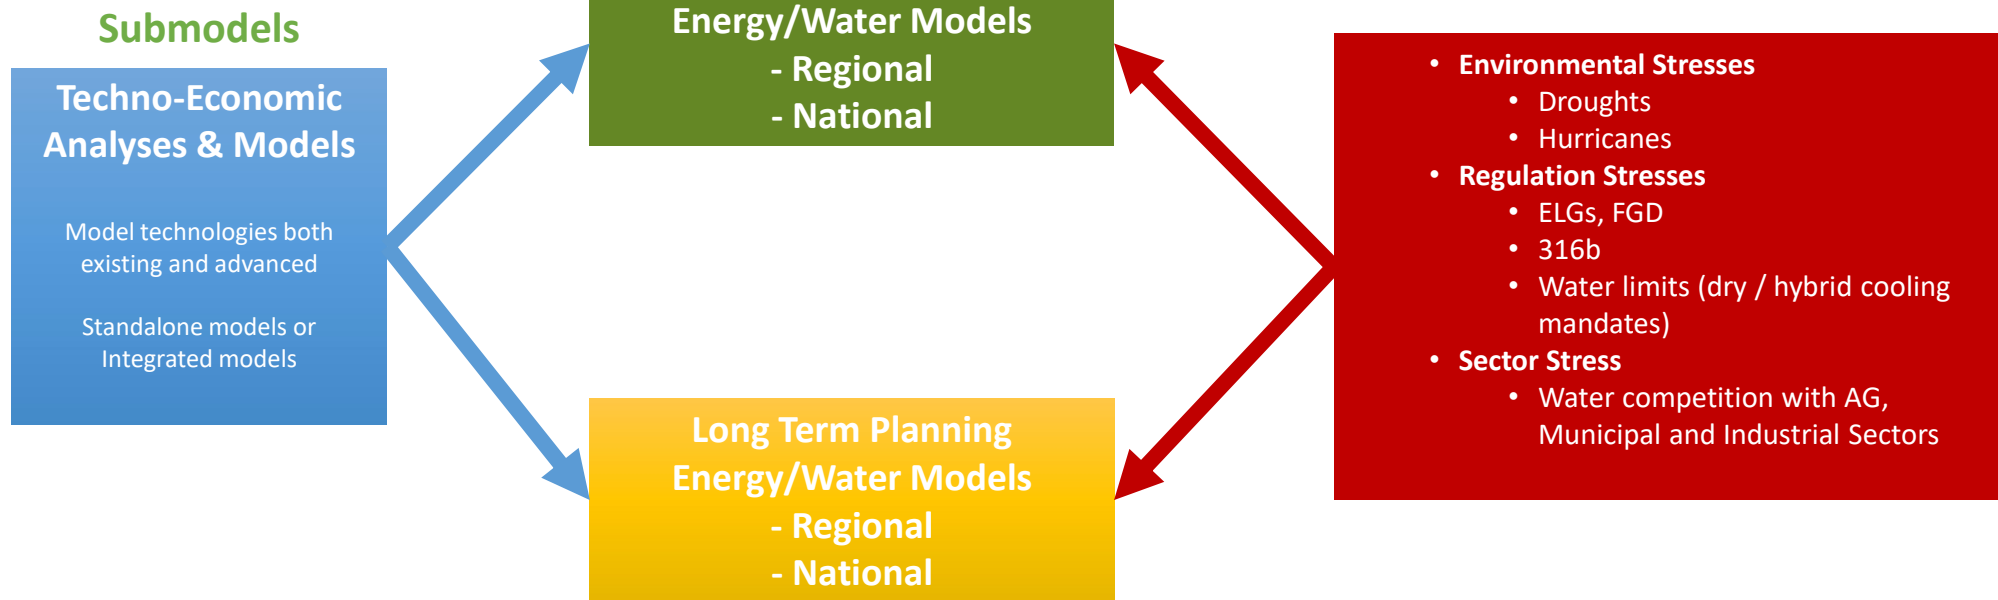 Submodels
Techno-Economic
Analyses & Models
Model technologies both
existing and advanced
Standalone models or
Integrated models
Energy/Water Models
- Regional
- National
Long Term Planning
Energy/Water Models
- Regional
- National
• Environmental Stresses
• Droughts
• Hurricanes
• Regulation Stresses
• ELGs, FGD
• 316b
• Water limits (dry / hybrid cooling
mandates)
• Sector Stress
• Water competition with AG,
Municipal and Industrial Sectors